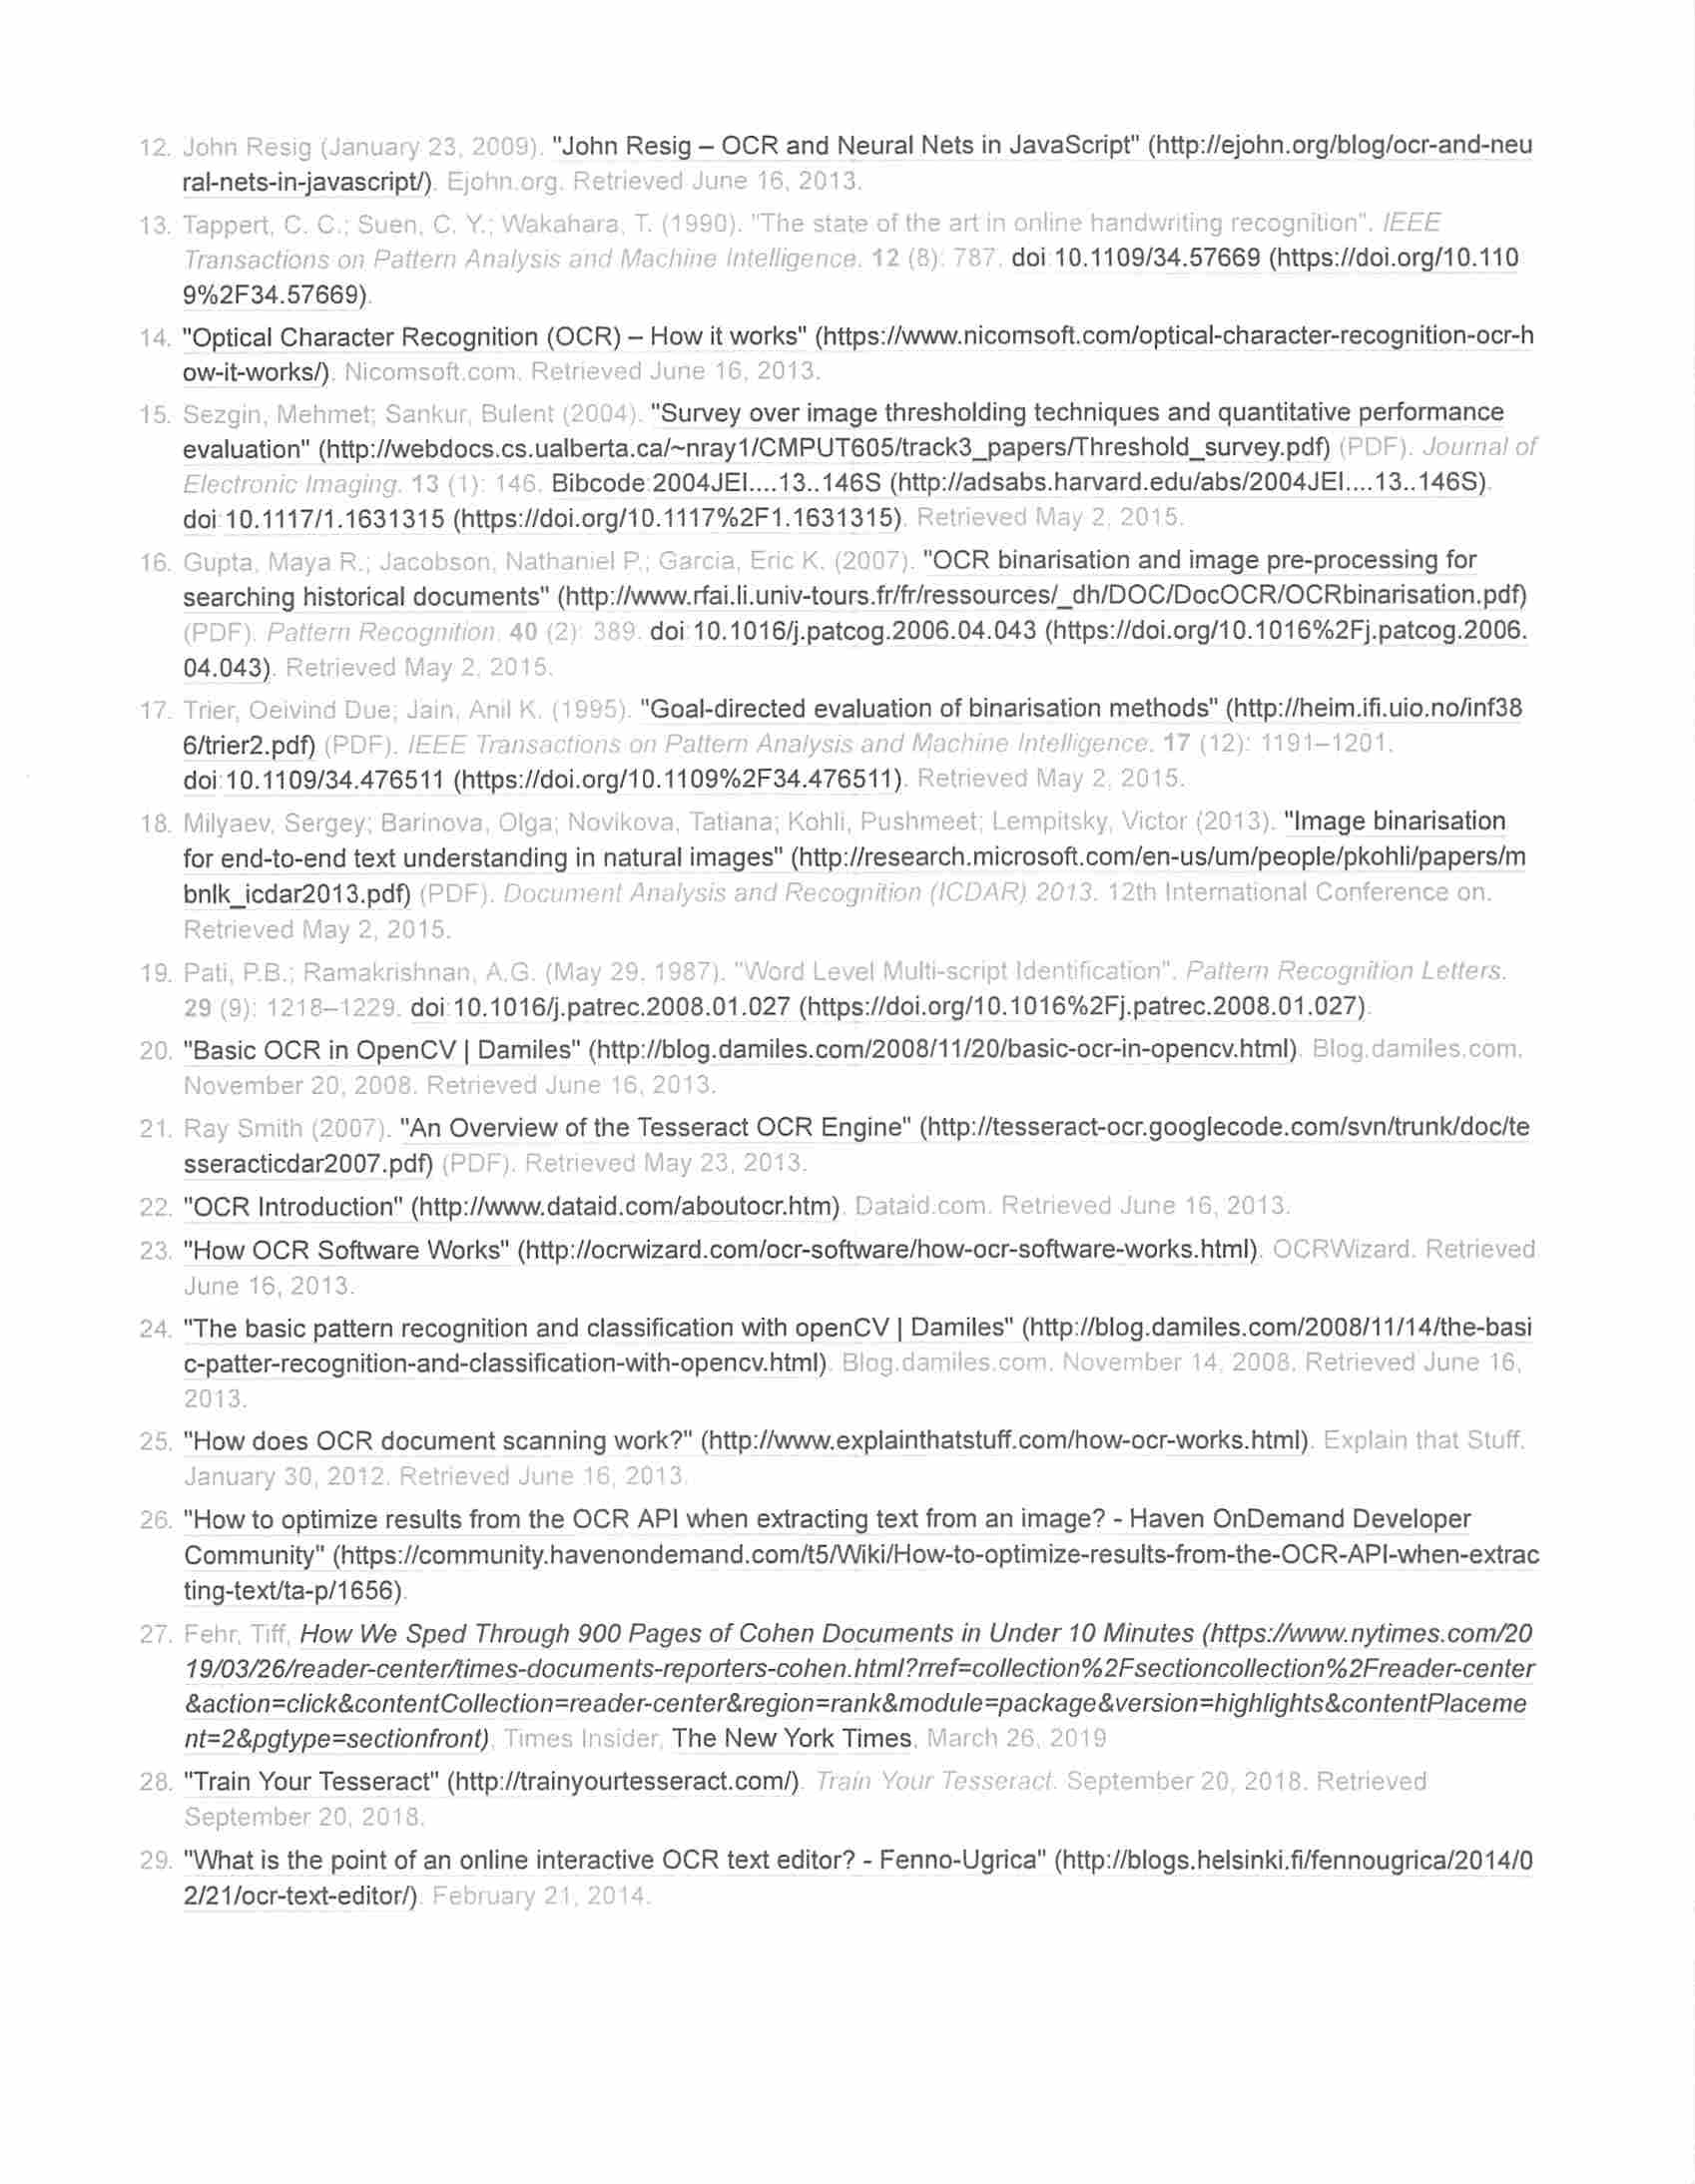 12. John Resig (January 23, 2009). "John Resig – OCR and Neural Nets in JavaScript" (http://ejohn.org/blog/ocr-and-neu
ral-nets-in-javascript/). Ejohn.org. Retrieved June 16, 2013.
13. Tappert, C. C.; Suen, C. Y.; Wakahara, T. (1990). "The state of the art in online handwriting recognition". IEEE
Transactions on Pattern Analysis and Machine Intelligence. 12 (8): 787. doi:10.1109/34.57669 (https://doi.org/10.110
9%2F34.57669).
14. "Optical Character Recognition (OCR) – How it works" (https://www.nicomsoft.com/optical-character-recognition-ocr-h
ow-it-works/). Nicomsoft.com. Retrieved June 16, 2013.
15. Sezgin, Mehmet; Sankur, Bulent (2004). "Survey over image thresholding techniques and quantitative performance
evaluation" (http://webdocs.cs.ualberta.ca/~nray1/CMPUT605/track3_papers/Threshold_survey.pdf) (PDF). Journal of
Electronic Imaging. 13 (1): 146. Bibcode:2004JEI....13..146S (http://adsabs.harvard.edu/abs/2004JEI....13..146S).
doi:10.1117/1.1631315 (https://doi.org/10.1117%2F1.1631315). Retrieved May 2, 2015.
16. Gupta, Maya R.; Jacobson, Nathaniel P.; Garcia, Eric K. (2007). "OCR binarisation and image pre-processing for
searching historical documents" (http://www.rfai.li.univ-tours.fr/fr/ressources/_dh/DOC/DocOCR/OCRbinarisation.pdf)
(PDF). Pattern Recognition. 40 (2): 389. doi:10.1016/j.patcog.2006.04.043 (https://doi.org/10.1016%2Fj.patcog.2006.
04.043). Retrieved May 2, 2015.
17. Trier, Oeivind Due; Jain, Anil K. (1995). "Goal-directed evaluation of binarisation methods" (http://heim.ifi.uio.no/inf38
6/trier2.pdf) (PDF). IEEE Transactions on Pattern Analysis and Machine Intelligence. 17 (12): 1191–1201.
doi:10.1109/34.476511 (https://doi.org/10.1109%2F34.476511). Retrieved May 2, 2015.
18. Milyaev, Sergey; Barinova, Olga; Novikova, Tatiana; Kohli, Pushmeet; Lempitsky, Victor (2013). "Image binarisation
for end-to-end text understanding in natural images" (http://research.microsoft.com/en-us/um/people/pkohli/papers/m
bnlk_icdar2013.pdf) (PDF). Document Analysis and Recognition (ICDAR) 2013. 12th International Conference on.
Retrieved May 2, 2015.
19. Pati, P.B.; Ramakrishnan, A.G. (May 29, 1987). "Word Level Multi-script Identification". Pattern Recognition Letters.
29 (9): 1218–1229. doi:10.1016/j.patrec.2008.01.027 (https://doi.org/10.1016%2Fj.patrec.2008.01.027).
20. "Basic OCR in OpenCV | Damiles" (http://blog.damiles.com/2008/11/20/basic-ocr-in-opencv.html). Blog.damiles.com.
November 20, 2008. Retrieved June 16, 2013.
21. Ray Smith (2007). "An Overview of the Tesseract OCR Engine" (http://tesseract-ocr.googlecode.com/svn/trunk/doc/te
sseracticdar2007.pdf) (PDF). Retrieved May 23, 2013.
22. "OCR Introduction" (http://www.dataid.com/aboutocr.htm). Dataid.com. Retrieved June 16, 2013.
23. "How OCR Software Works" (http://ocrwizard.com/ocr-software/how-ocr-software-works.html). OCRWizard. Retrieved
June 16, 2013.
24. "The basic pattern recognition and classification with openCV | Damiles" (http://blog.damiles.com/2008/11/14/the-basi
c-patter-recognition-and-classification-with-opencv.html). Blog.damiles.com. November 14, 2008. Retrieved June 16,
2013.
25. "How does OCR document scanning work?" (http://www.explainthatstuff.com/how-ocr-works.html). Explain that Stuff.
January 30, 2012. Retrieved June 16, 2013.
26. "How to optimize results from the OCR API when extracting text from an image? - Haven OnDemand Developer
Community" (https://community.havenondemand.com/t5/Wiki/How-to-optimize-results-from-the-OCR-API-when-extrac
ting-text/ta-p/1656).
27. Fehr, Tiff, How We Sped Through 900 Pages of Cohen Documents in Under 10 Minutes (https://www.nytimes.com/20
19/03/26/reader-center/times-documents-reporters-cohen.html?rref=collection%2Fsectioncollection%2Freader-center
&action=click&contentCollection=reader-center&region=rank&module=package&version=highlights&contentPlaceme
nt=2&pgtype=sectionfront), Times Insider, The New York Times, March 26, 2019
28. "Train Your Tesseract" (http://trainyourtesseract.com/). Train Your Tesseract. September 20, 2018. Retrieved
September 20, 2018.
29. "What is the point of an online interactive OCR text editor? - Fenno-Ugrica" (http://blogs.helsinki.fi/fennougrica/2014/0
2/21/ocr-text-editor/). February 21, 2014.